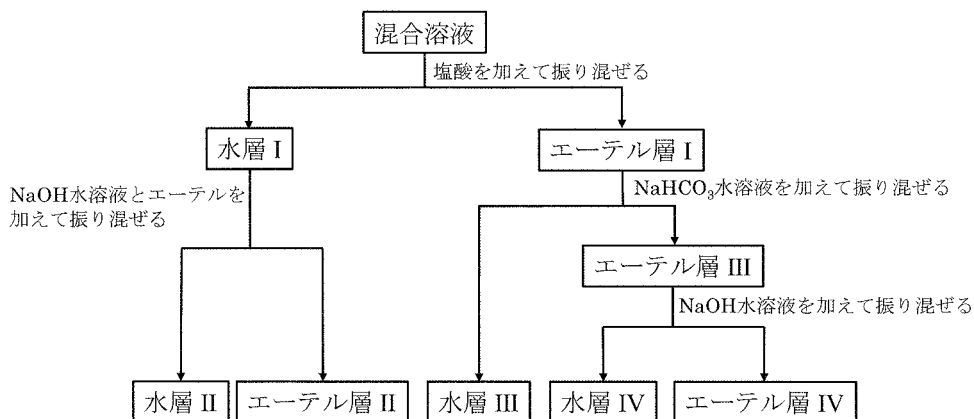 混合溶液
塩酸を加えて振り混ぜる
水層 I
エーテル層 I
NaOH水溶液とエーテルを
加えて振り混ぜる
NaHCO₃水溶液を加えて振り混ぜる
エーテル層 III
NaOH水溶液を加えて振り混ぜる
水層 II
エーテル層 II
水層 III
水層 IV
エーテル層 IV